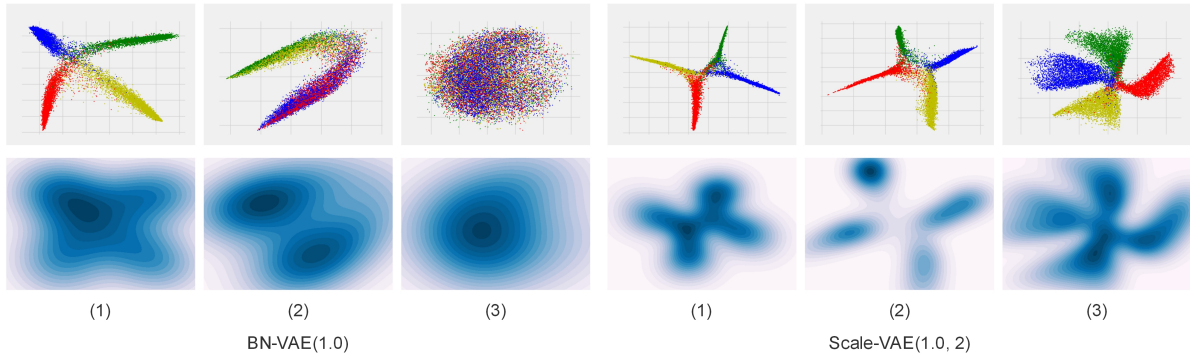 (1) (2) (3) (1) (2) (3)
BN-VAE(1.0) Scale-VAE(1.0, 2)